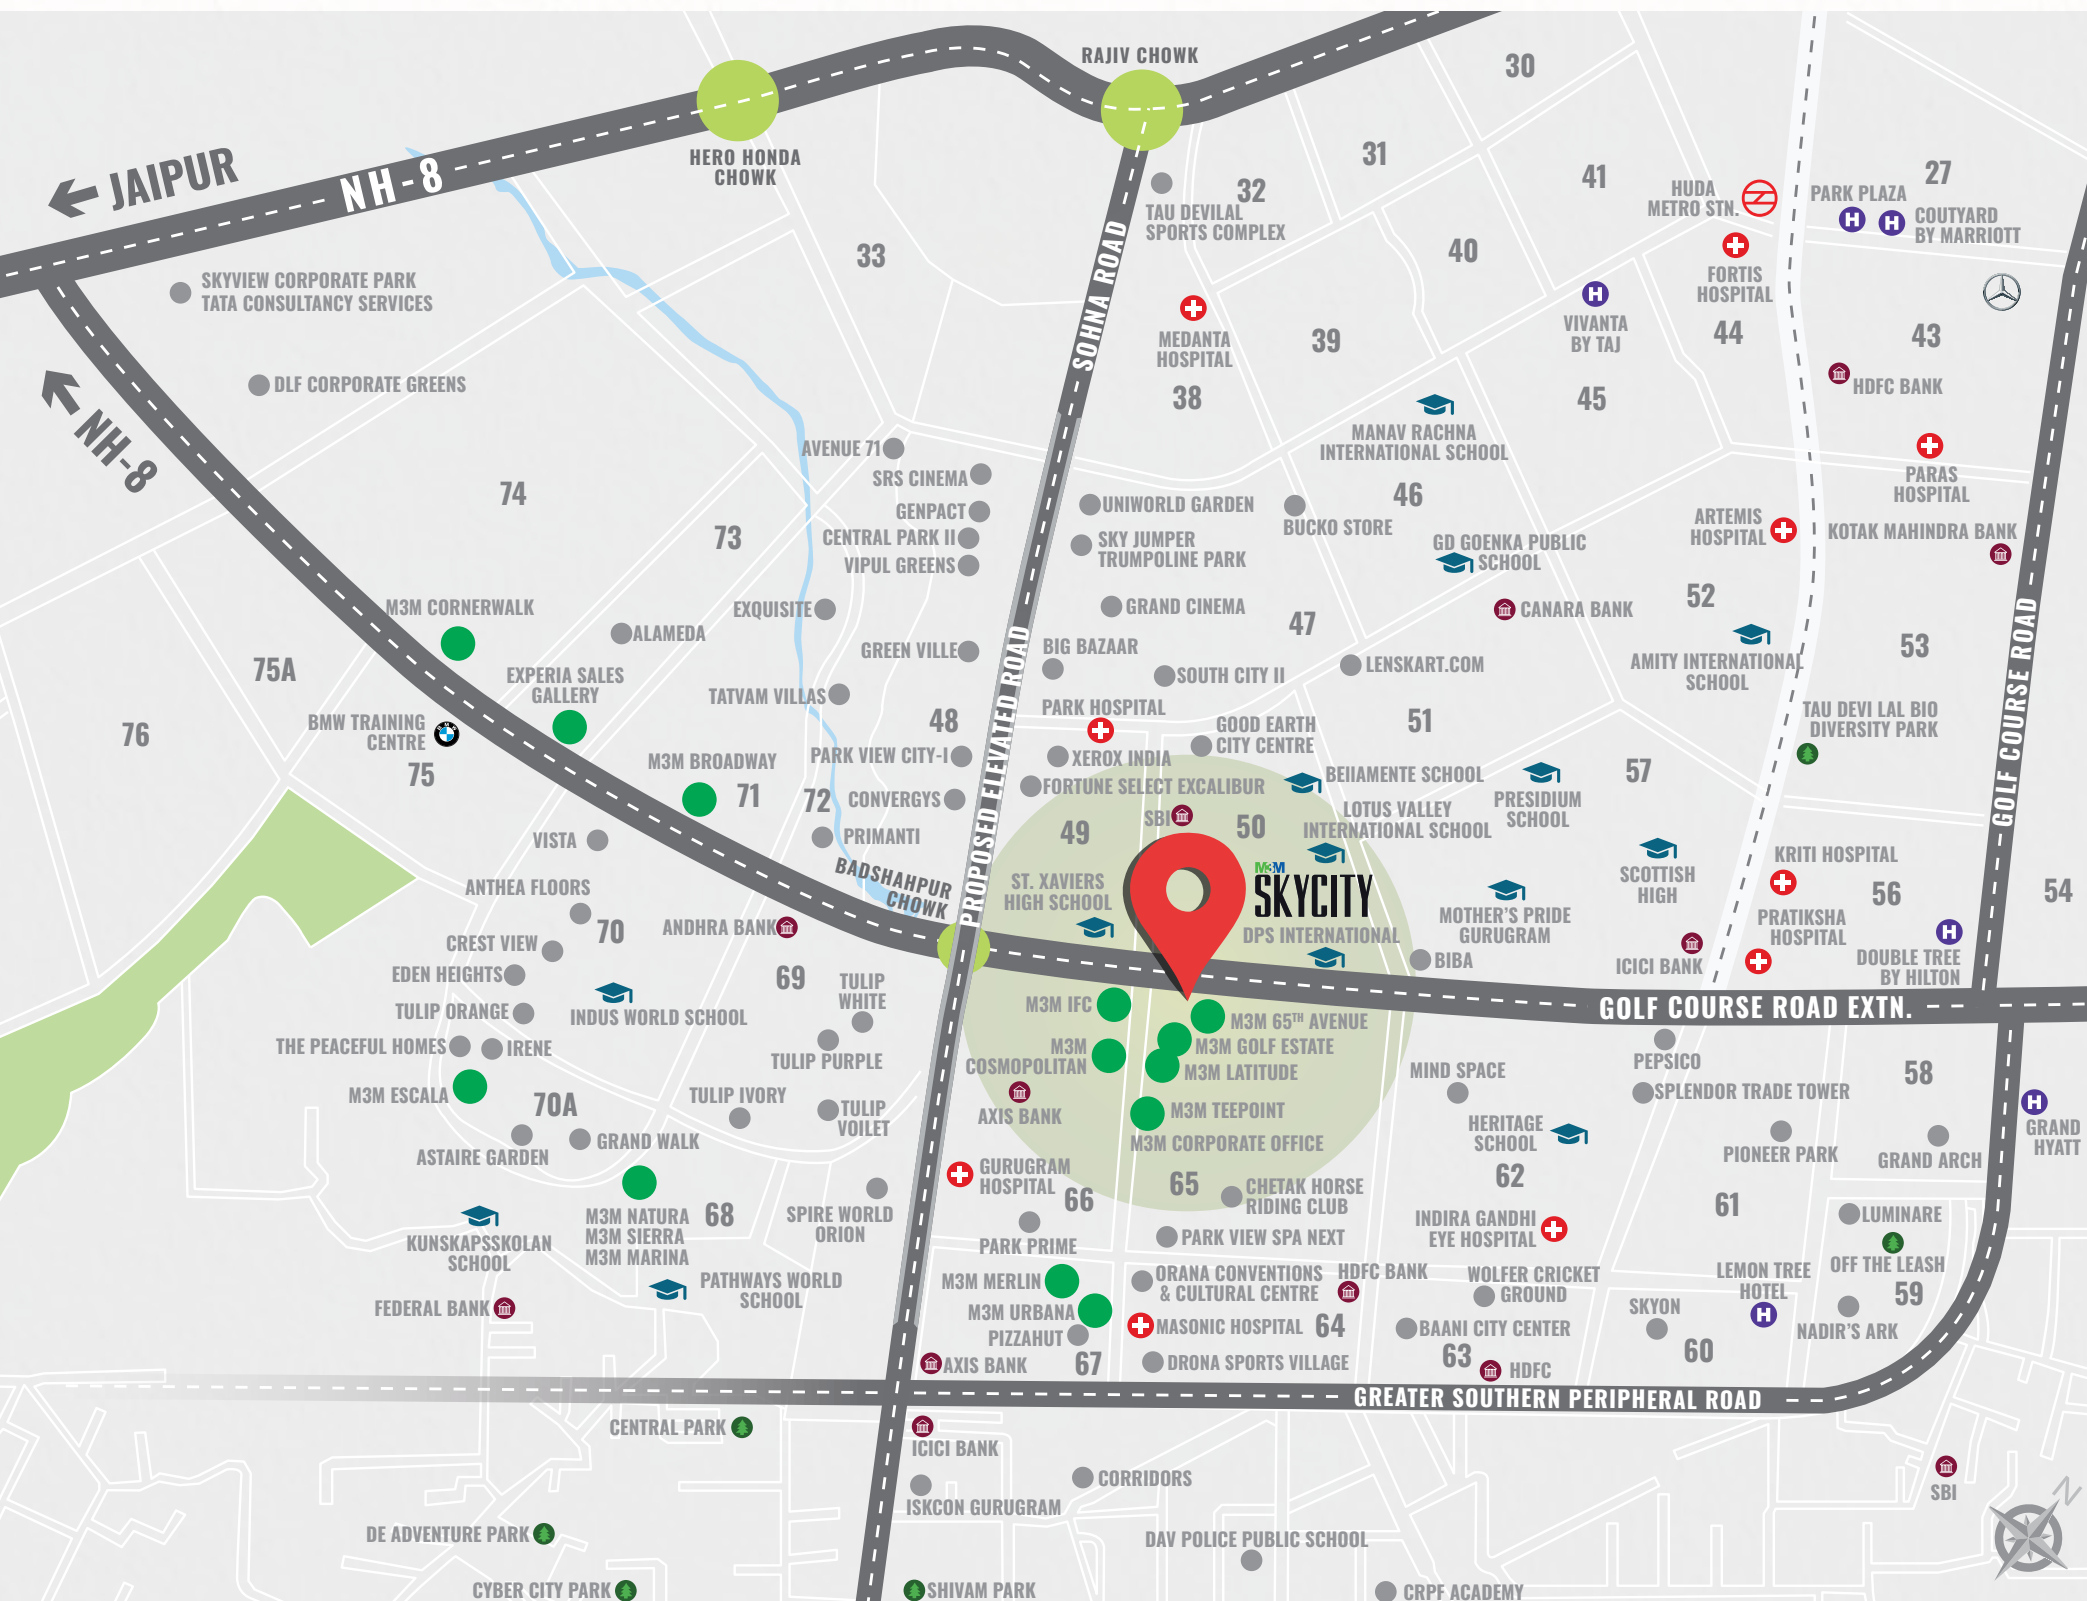 RAJIV CHOWK
30
HERO HONDA
CHOWK
31
JAIPUR
NH-8
32
TAU DEVILAL
SPORTS COMPLEX
41
HUDA
METRO STN.
27
PARK PLAZA
H
H
COUTYARD
BY MARRIOTT
33
40
SOHNA ROAD
SKYVIEW CORPORATE PARK
TATA CONSULTANCY SERVICES
FORTIS
HOSPITAL
H
VIVANTA
BY TAJ
44
43
MEDANTA
HOSPITAL
39
38
DLF CORPORATE GREENS
NH-8
HDFC BANK
45
MANAV RACHNA
INTERNATIONAL SCHOOL
AVENUE 71
SRS CINEMA
PARAS
HOSPITAL
74
46
GENPACT
UNIWORLD GARDEN
BUCKO STORE
ARTEMIS
HOSPITAL
KOTAK MAHINDRA BANK
73
CENTRAL PARK II
VIPUL GREENS
SKY JUMPER
TRUMPOLINE PARK
GD GOENKA PUBLIC
SCHOOL
52
M3M CORNERWALK
EXQUISITE
GRAND CINEMA
CANARA BANK
47
ALAMEDA
GREEN VILLE
BIG BAZAAR
53
GOLF COURSE ROAD
75A
EXPERIA SALES
GALLERY
SOUTH CITY II
LENSKART.COM
AMITY INTERNATIONAL
SCHOOL
TATVAM VILLAS
PARK HOSPITAL
76
BMW TRAINING
CENTRE
48
GOOD EARTH
CITY CENTRE
51
TAU DEVI LAL BIO
DIVERSITY PARK
PROPOSED ELEVATED ROAD
75
M3M BROADWAY
PARK VIEW CITY-I
XEROX INDIA
57
BEIIAMENTE SCHOOL
FORTUNE SELECT EXCALIBUR
71
72
CONVERGYS
PRESIDIUM
SCHOOL
LOTUS VALLEY
INTERNATIONAL SCHOOL
SBI
50
49
VISTA
PRIMANTI
KRITI HOSPITAL
BADSHAHPUR
CHOWK
M3M
SKYCITY
ST. XAVIERS
HIGH SCHOOL
SCOTTISH
HIGH
ANTHEA FLOORS
56
54
MOTHER'S PRIDE
GURUGRAM
PRATIKSHA
HOSPITAL
70
ANDHRA BANK
DPS INTERNATIONAL
CREST VIEW
H
DOUBLE TREE
BY HILTON
BIBA
ICICI BANK
EDEN HEIGHTS
69
TULIP
WHITE
TULIP ORANGE
INDUS WORLD SCHOOL
M3M IFC
GOLF COURSE ROAD EXTN.
M3M 65TH AVENUE
THE PEACEFUL HOMES
IRENE
TULIP PURPLE
M3M
COSMOPOLITAN
M3M GOLF ESTATE
M3M LATITUDE
PEPSICO
MIND SPACE
58
M3M ESCALA
70A
TULIP IVORY
TULIP
VOILET
AXIS BANK
M3M TEEPOINT
SPLENDOR TRADE TOWER
H
GRAND
HYATT
HERITAGE
SCHOOL
M3M CORPORATE OFFICE
ASTAIRE GARDEN
GRAND WALK
PIONEER PARK
GRAND ARCH
GURUGRAM
HOSPITAL
66
65
CHETAK HORSE
RIDING CLUB
62
61
M3M NATURA
M3M SIERRA
M3M MARINA
68
SPIRE WORLD
ORION
LUMINARE
KUNSKAPSSKOLAN
SCHOOL
PARK PRIME
PARK VIEW SPA NEXT
INDIRA GANDHI
EYE HOSPITAL
OFF THE LEASH
PATHWAYS WORLD
SCHOOL
M3M MERLIN
ORANA CONVENTIONS
& CULTURAL CENTRE
HDFC BANK
WOLFER CRICKET
GROUND
LEMON TREE
HOTEL
H
59
FEDERAL BANK
M3M URBANA
SKYON
PIZZAHUT
MASONIC HOSPITAL
64
BAANI CITY CENTER
NADIR'S ARK
AXIS BANK
67
DRONA SPORTS VILLAGE
63
HDFC
60
GREATER SOUTHERN PERIPHERAL ROAD
CENTRAL PARK
ICICI BANK
CORRIDORS
SBI
ISKCON GURUGRAM
N
DE ADVENTURE PARK
DAV POLICE PUBLIC SCHOOL
CYBER CITY PARK
SHIVAM PARK
CRPF ACADEMY